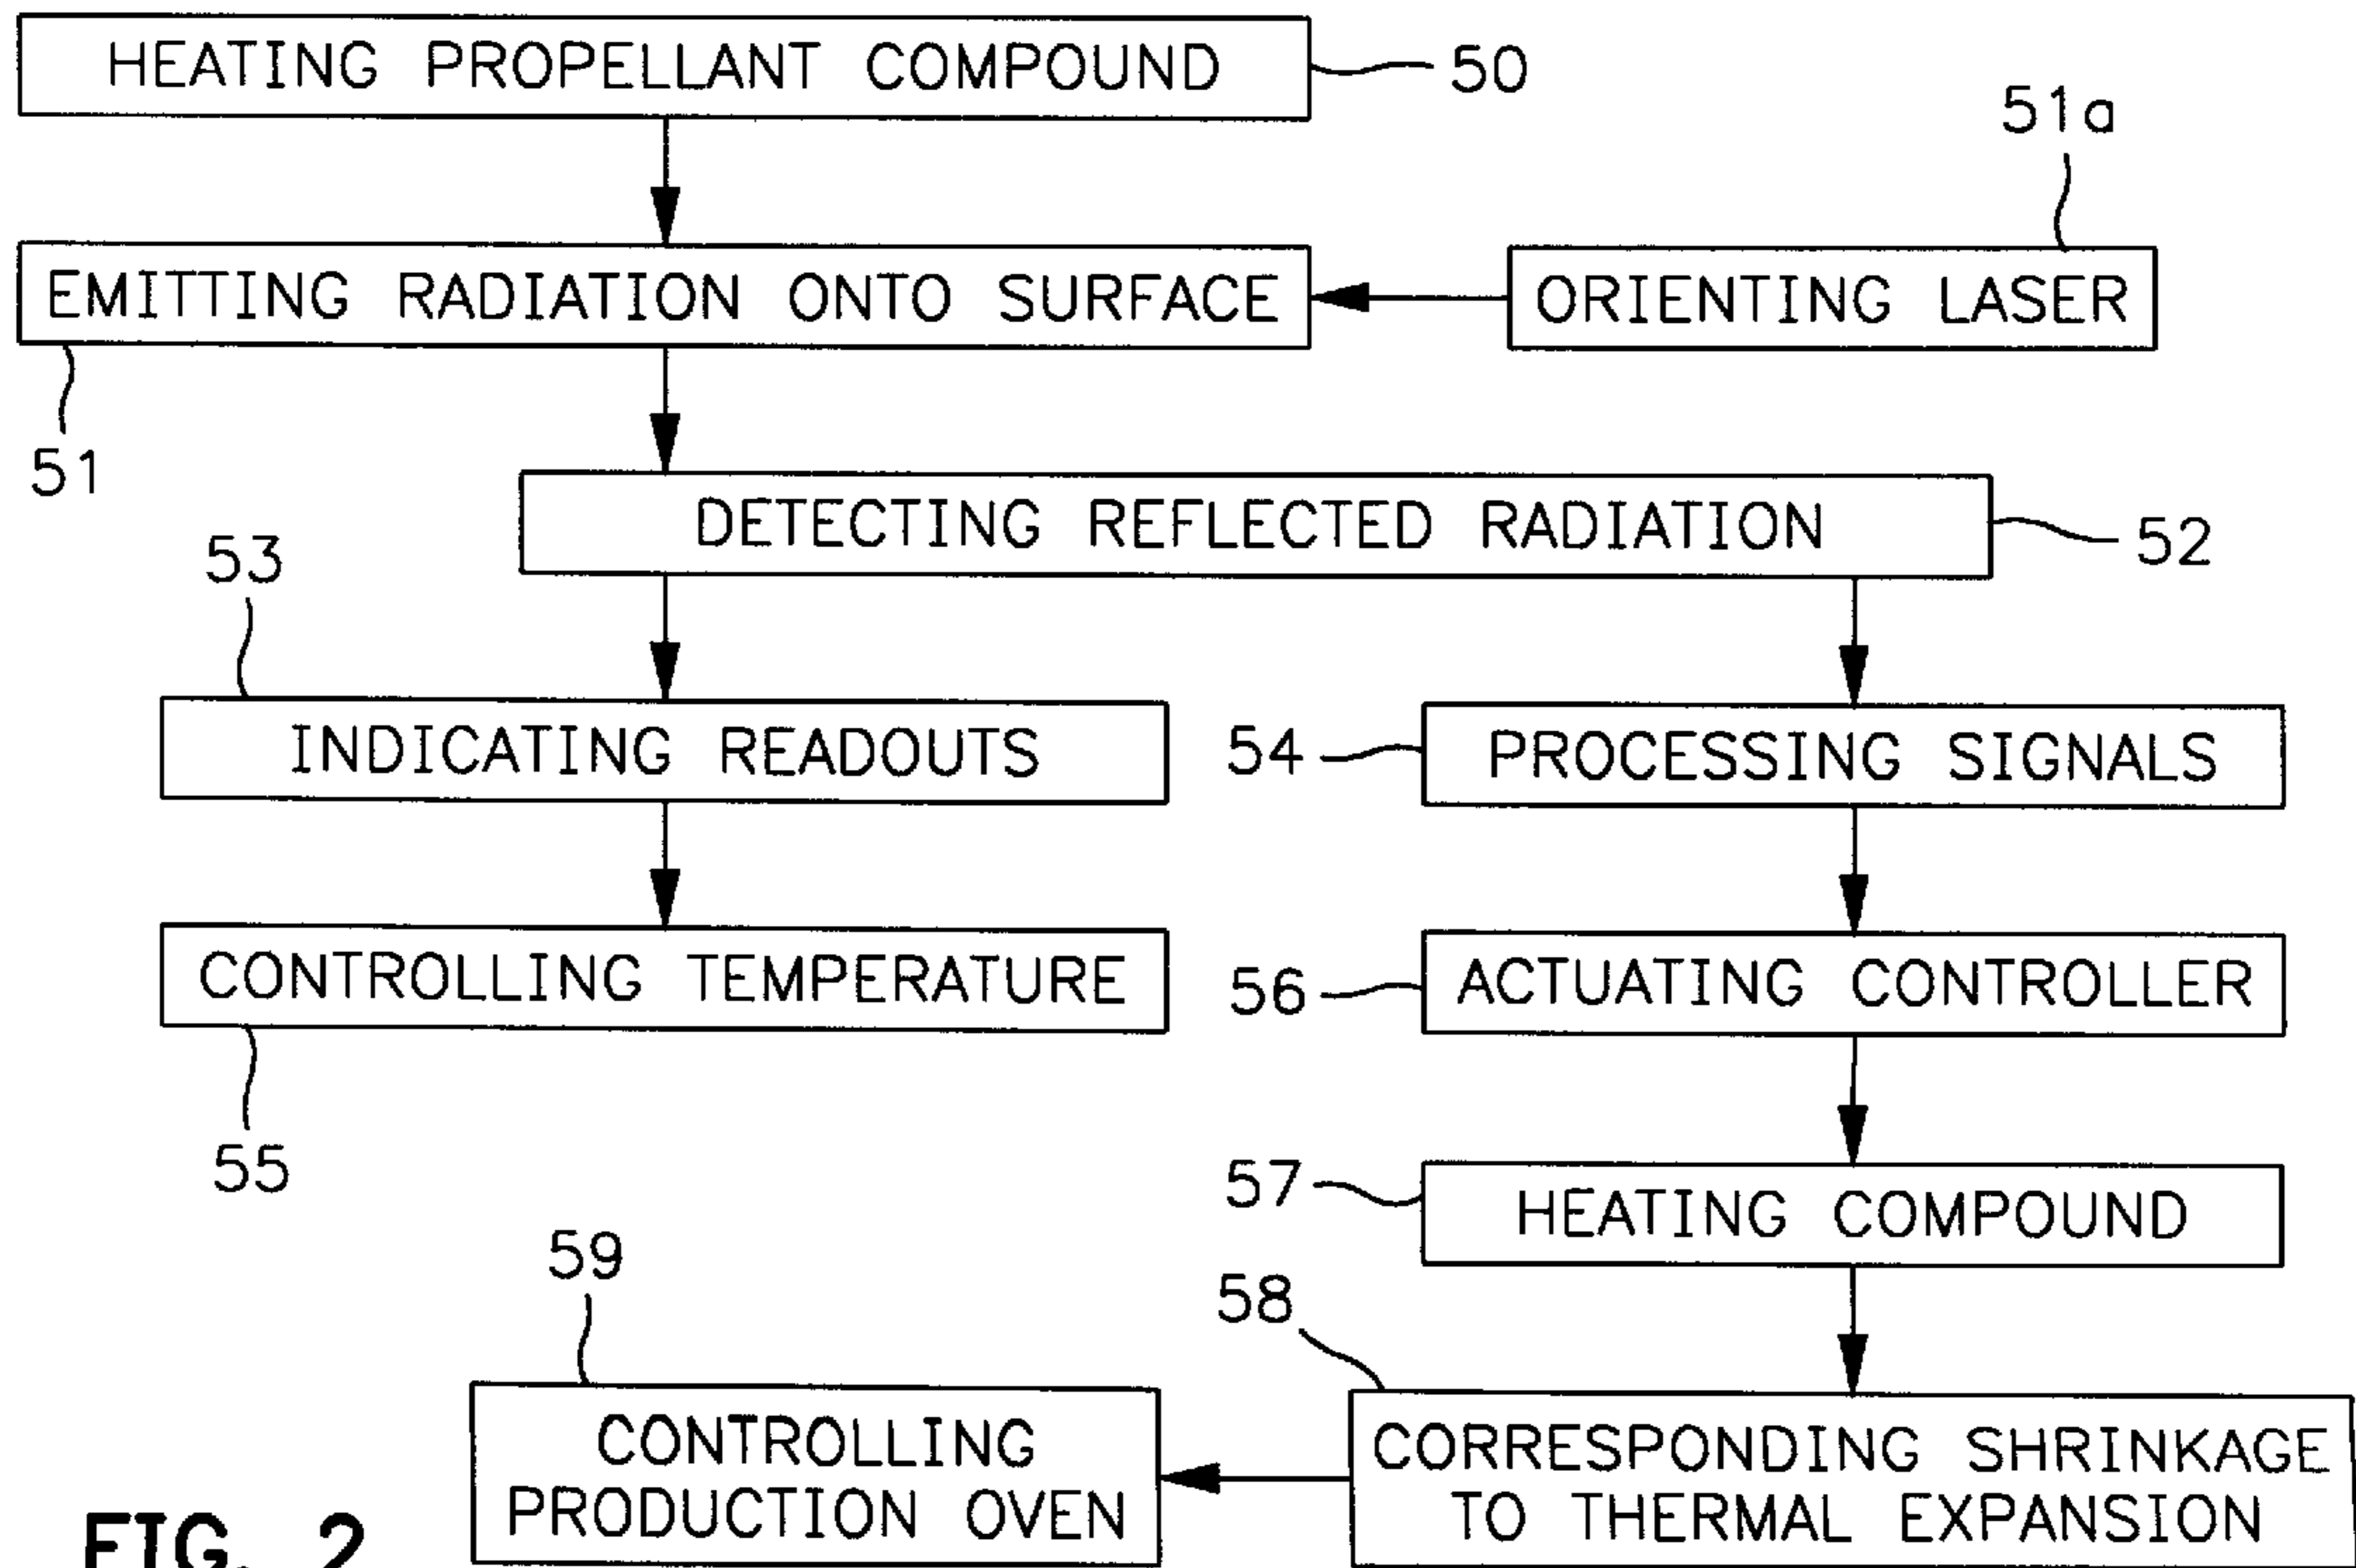 HEATING PROPELLANT COMPOUND
50
51a
EMITTING RADIATION ONTO SURFACE
ORIENTING LASER
51
DETECTING REFLECTED RADIATION
52
53
INDICATING READOUTS
54
PROCESSING SIGNALS
CONTROLLING TEMPERATURE
56
ACTUATING CONTROLLER
55
57
HEATING COMPOUND
59
58
CONTROLLING
PRODUCTION OVEN
CORRESPONDING SHRINKAGE
TO THERMAL EXPANSION
FIG. 2